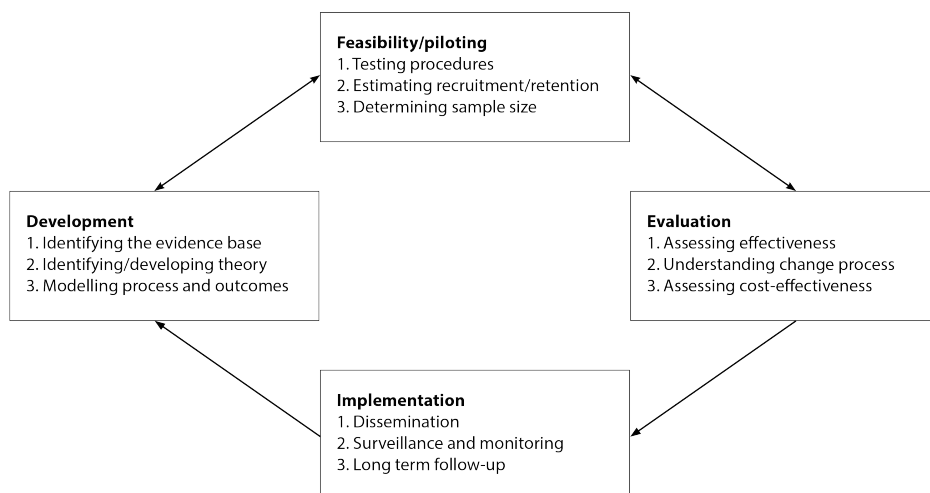 Feasibility/piloting
1. Testing procedures
2. Estimating recruitment/retention
3. Determining sample size
Development
1. Identifying the evidence base
2. Identifying/developing theory
3. Modelling process and outcomes
Evaluation
1. Assessing effectiveness
2. Understanding change process
3. Assessing cost-effectiveness
Implementation
1. Dissemination
2. Surveillance and monitoring
3. Long term follow-up